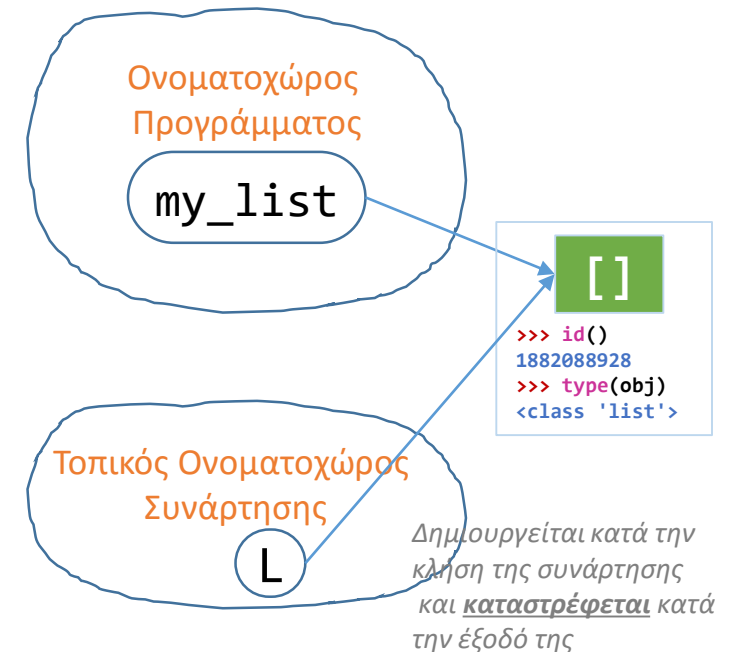 Ονοματοχώρος
Προγράμματος
my_list
[]
>>> id()
1882088928
>>> type(obj)
<class 'list'>
Τοπικός Ονοματοχώρος
Συνάρτησης
L
Δημιουργείται κατά την
κλήση της συνάρτησης
και καταστρέφεται κατά
την έξοδό της